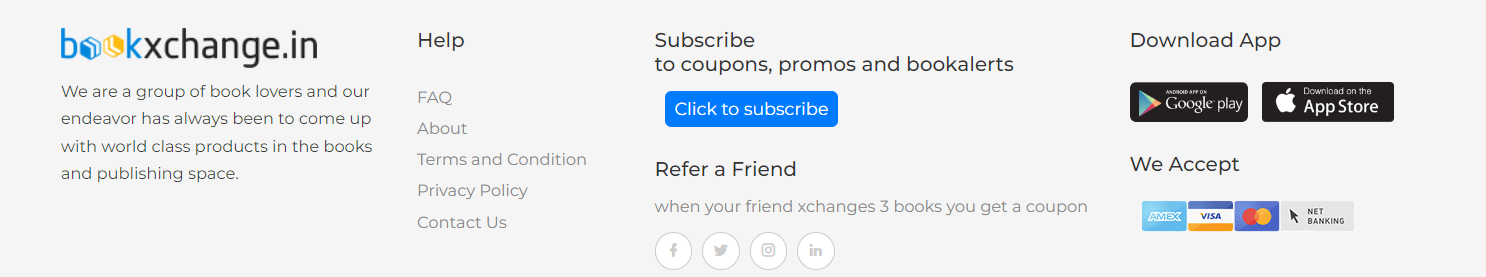 bookxchange.in
We are a group of book lovers and our
endeavor has always been to come up
with world class products in the books
and publishing space.
Help
FAQ
About
Terms and Condition
Privacy Policy
Contact Us
Subscribe
to coupons, promos and bookalerts
Click to subscribe
Refer a Friend
when your friend xchanges 3 books you get a coupon
Download App
ANDROID APP ON
Google play
Download on the
App Store
We Accept
AMEX
VISA
NET
BANKING